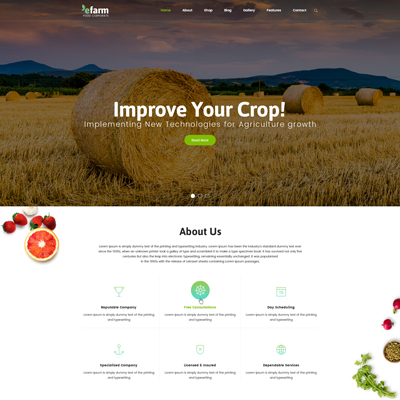 efarm
FOOD CORPORATE
Home About Shop Blog Gallery Features Contact
Improve Your Crop!
Implementing New Technologies for Agriculture growth
Read More
About Us
Lorem Ipsum is simply dummy text of the printing and typesetting industry. Lorem Ipsum has been the industry's standard dummy text ever
since the 1500s, when an unknown printer took a galley of type and scrambled it to make a type specimen book. It has survived not only five
centuries But also the leap into electronic typesetting, remaining essentially unchanged. It was popularised
in the 1960s with the release of Letraset sheets containing Lorem Ipsum passages.
Reputable Company
Lorem Ipsum is simply dummy text of the printing
and typesetting.
Free Consultations
Lorem Ipsum is simply dummy text of the printing
and typesetting.
Day Scheduling
Lorem Ipsum is simply dummy text of the printing
and typesetting.
Specialized Company
Lorem Ipsum is simply dummy text of the printing
and typesetting.
Licensed & Insured
Lorem Ipsum is simply dummy text of the printing
and typesetting.
Dependable Services
Lorem Ipsum is simply dummy text of the printing
and typesetting.